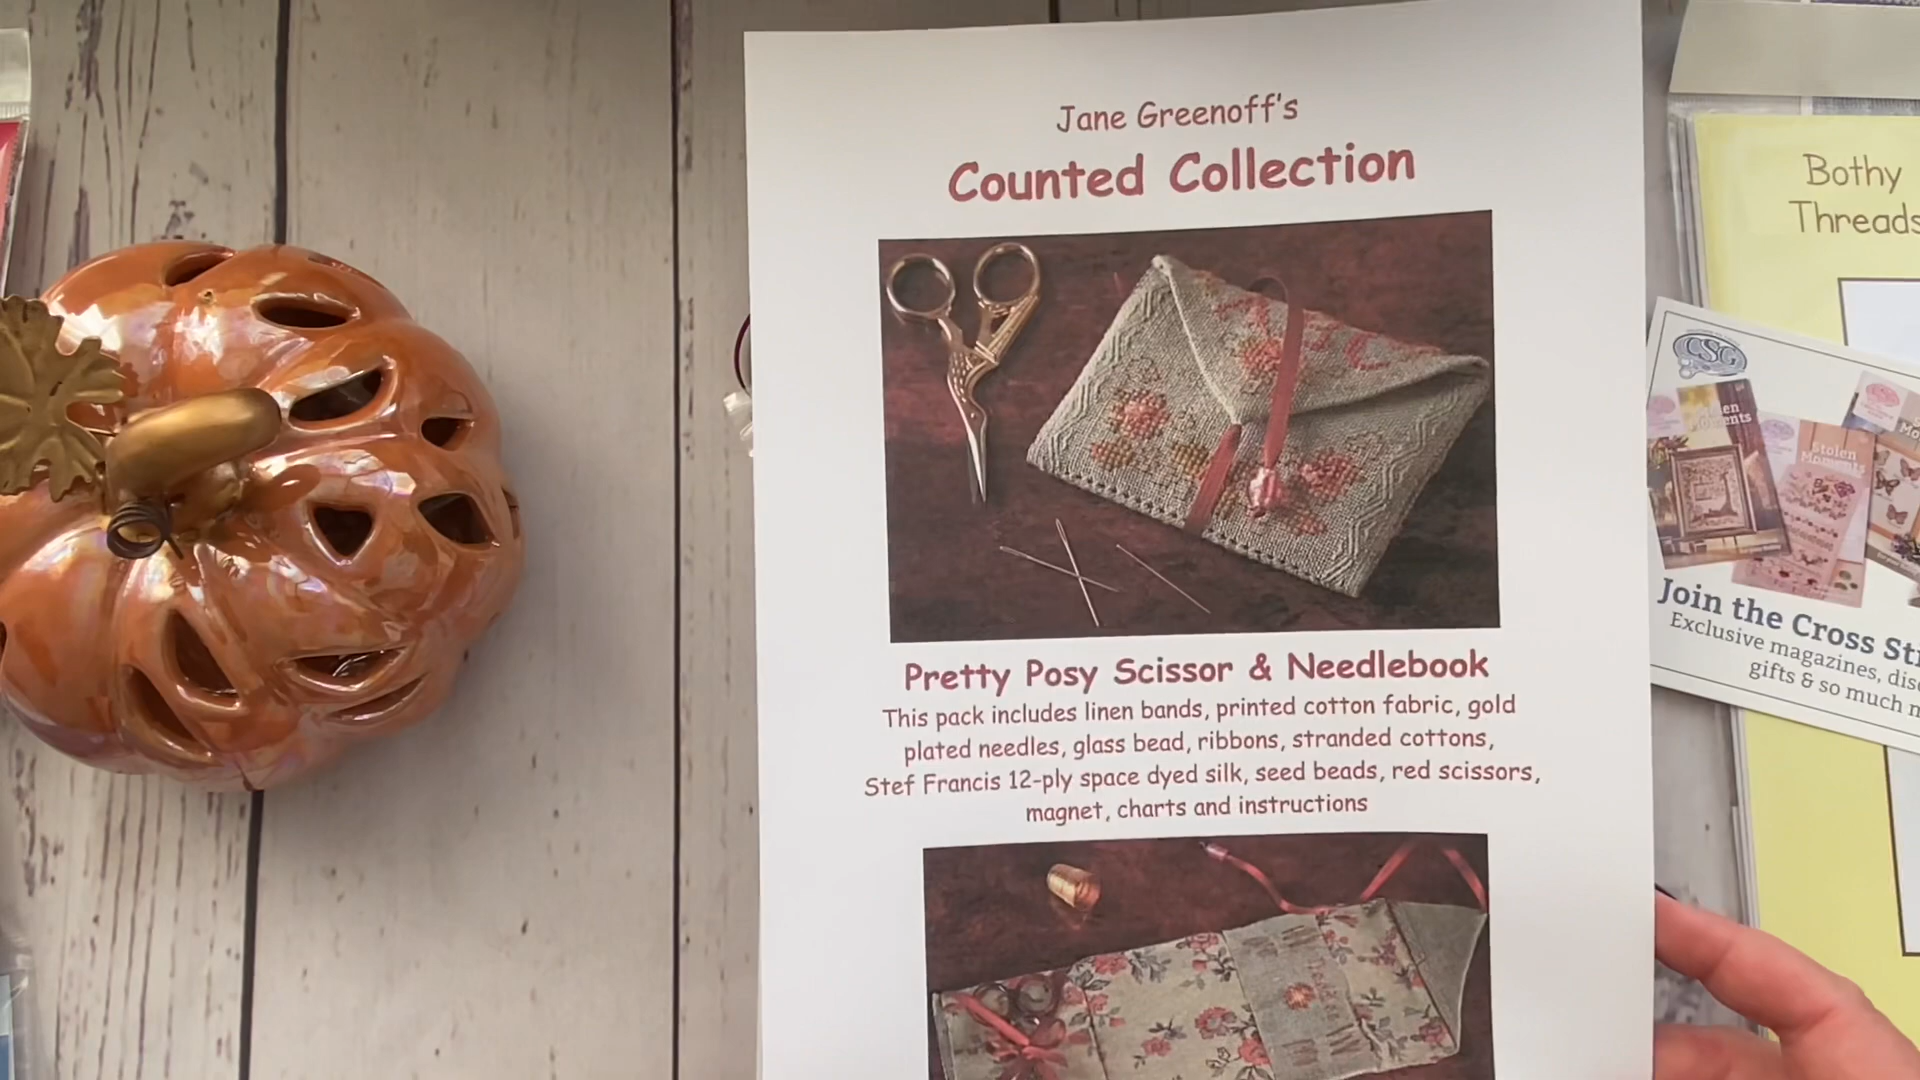 Jane Greenoff's
Counted Collection
Pretty Posy Scissor & Needlebook
This pack includes linen bands, printed cotton fabric, gold
plated needles, glass bead, ribbons, stranded cottons,
Stef Francis 12-ply space dyed silk, seed beads, red scissors,
magnet, charts and instructions
Bothy
Threads
CSG
Stolen
Moments
Join the Cross
Exclusive magazines,
gifts & so much